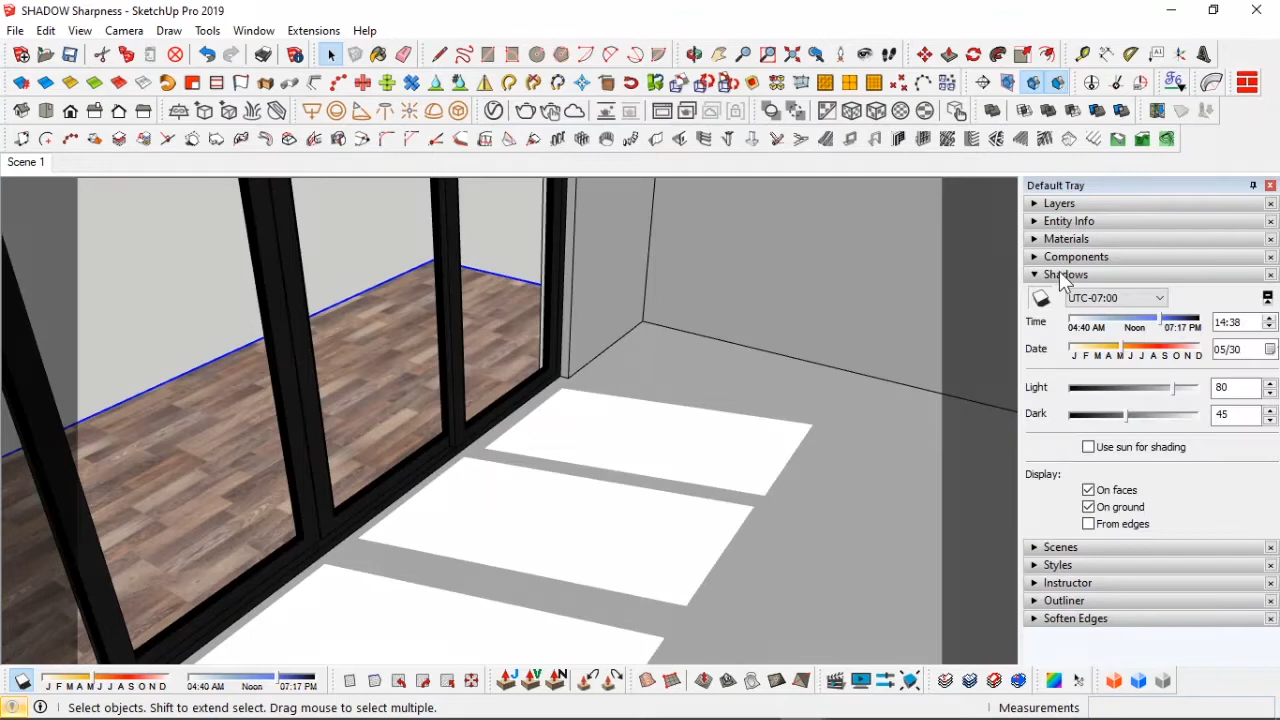 SHADOW Sharpness - SketchUp Pro 2019
File Edit View Camera Draw Tools Window Extensions Help
Scene 1
Default Tray
Layers
Entity Info
Materials
Components
Shadows
UTC-07:00
Time 04:40 AM Noon 07:17 PM 14:38
Date J F M A M J J A S O N D 05/30
Light 80
Dark 45
Use sun for shading
Display:
On faces
On ground
From edges
Scenes
Styles
Instructor
Outliner
Soften Edges
J F M A M J J A S O N D 04:40 AM Noon 07:17 PM J V N
Select objects. Shift to extend select. Drag mouse to select multiple. Measurements